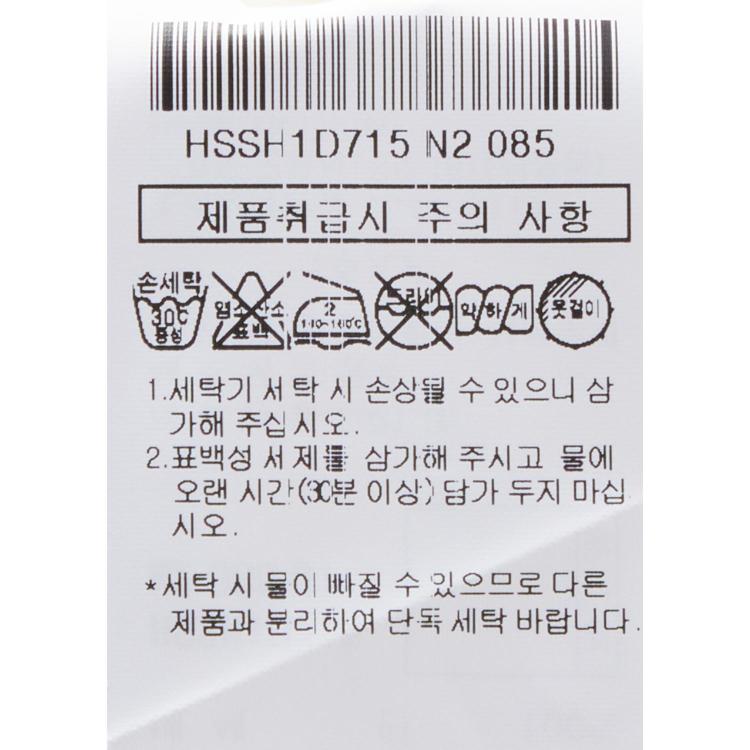 HSSH1D715 N2 085
제품취급시 주의 사항
손세탁
30℃
중성
염소산소
표백
2
140~160℃
드라이
약하게
옷걸이
1.세탁기 세탁 시 손상될 수 있으니 삼
가해 주십시오.
2.표백성 세제를 삼가해 주시고 물에
오랜 시간(30분 이상) 담가 두지 마십
시오.
*세탁 시 물이 빠질 수 있으므로 다른
제품과 분리하여 단독 세탁 바랍니다.